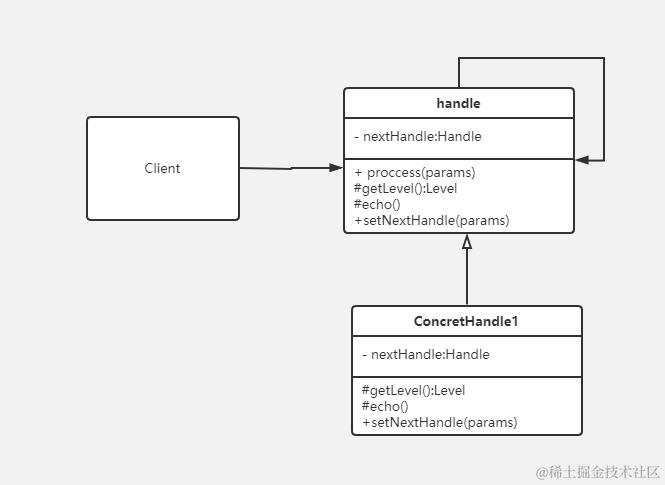 handle
- nextHandle:Handle
Client
+ proccess(params)
#getLevel():Level
#echo()
+setNextHandle(params)
ConcretHandle1
- nextHandle:Handle
#getLevel():Level
#echo()
+setNextHandle(params)
@稀土掘金技术社区